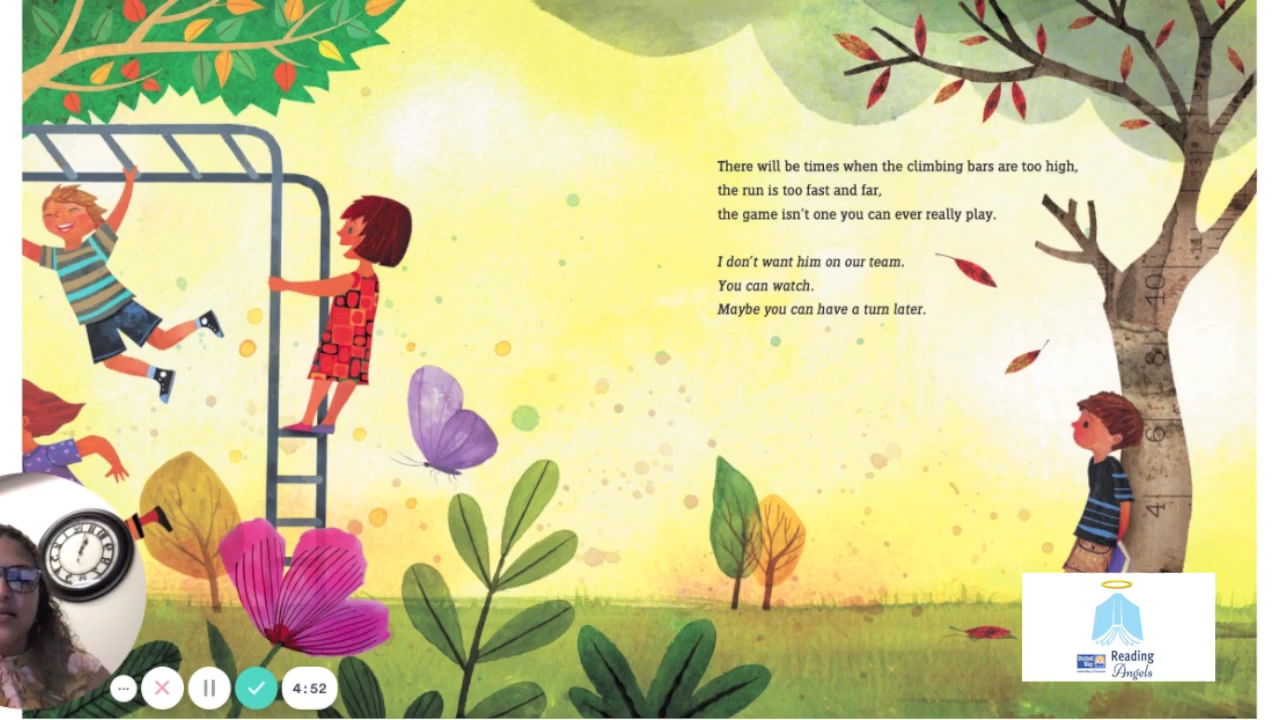 There will be times when the climbing bars are too high,
the run is too fast and far,
the game isn't one you can ever really play.
I don't want him on our team.
You can watch.
Maybe you can have a turn later.
10
8
6
4
4:52
United
Way
Reading
Angels